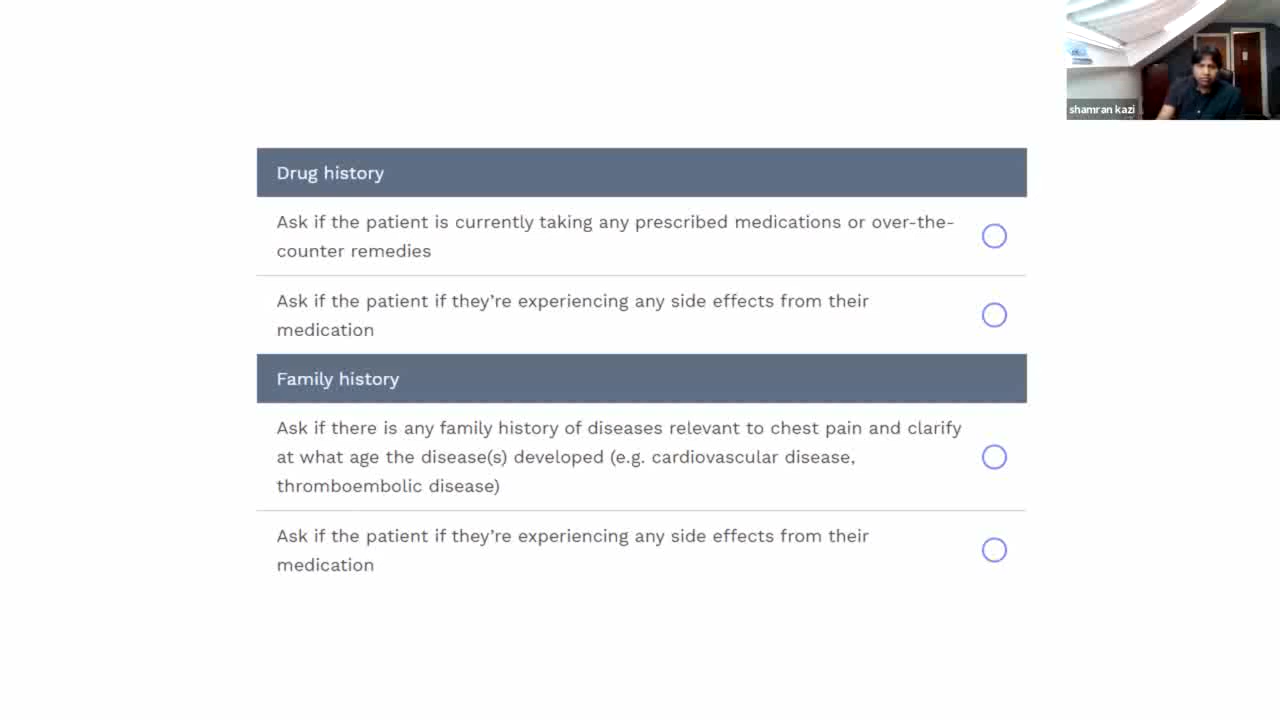 shamran kazi
Drug history
Ask if the patient is currently taking any prescribed medications or over-the-
counter remedies
Ask if the patient if they're experiencing any side effects from their
medication
Family history
Ask if there is any family history of diseases relevant to chest pain and clarify
at what age the disease(s) developed (e.g. cardiovascular disease,
thromboembolic disease)
Ask if the patient if they're experiencing any side effects from their
medication